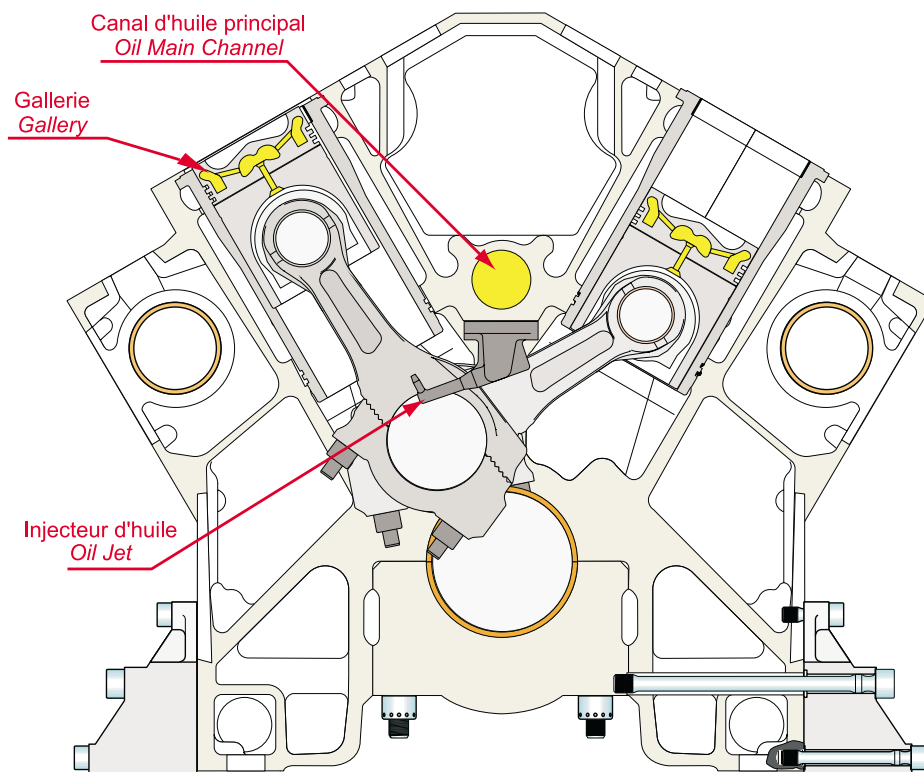 Canal d'huile principal
Oil Main Channel
Gallerie
Gallery
Injecteur d'huile
Oil Jet